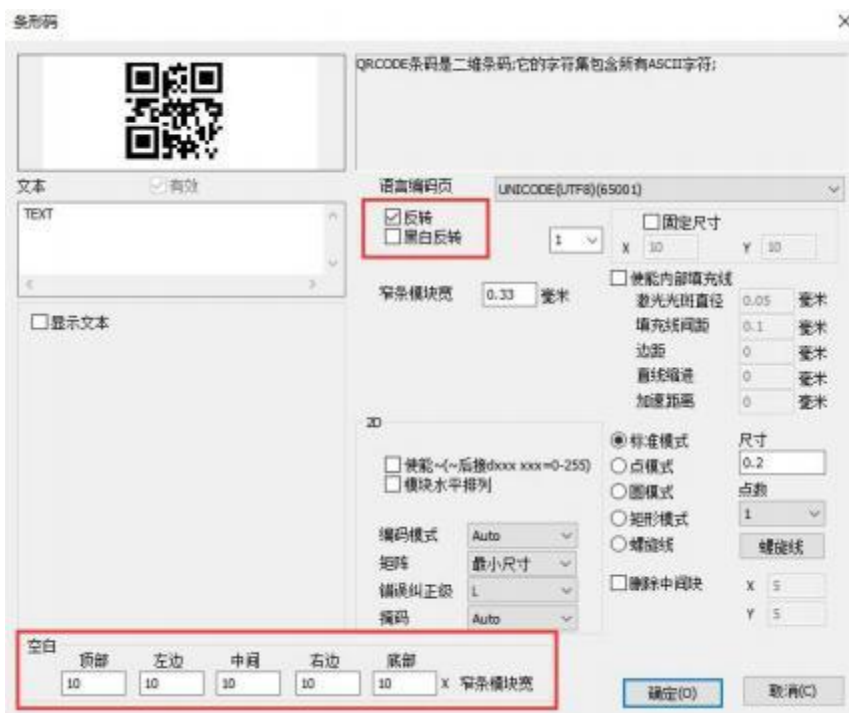 条形码
QRCODE条码是二维条码;它的字符集包含所有ASCII字符;
文本
有效
TEXT
显示文本
语言编码页
UNICODE(UTF8)(65001)
反转
黑白反转
1
固定尺寸
X 10 Y 10
窄条模块宽 0.33 毫米
使能内部填充线
激光光斑直径 0.05 毫米
填充线间距 0.1 毫米
边距 0 毫米
直线缩进 0 毫米
加速距离 0 毫米
2D
使能~(~后接dxxx xxx=0-255)
模块水平排列
编码模式 Auto
矩阵 最小尺寸
错误纠正级 L
掩码 Auto
标准模式
点模式
圆模式
矩形模式
螺旋线
尺寸
0.2
点数
1
螺旋线
删除中间块
X 5
Y 5
空白
顶部 左边 中间 右边 底部
10 10 10 10 10 X 窄条模块宽
确定(O)
取消(C)